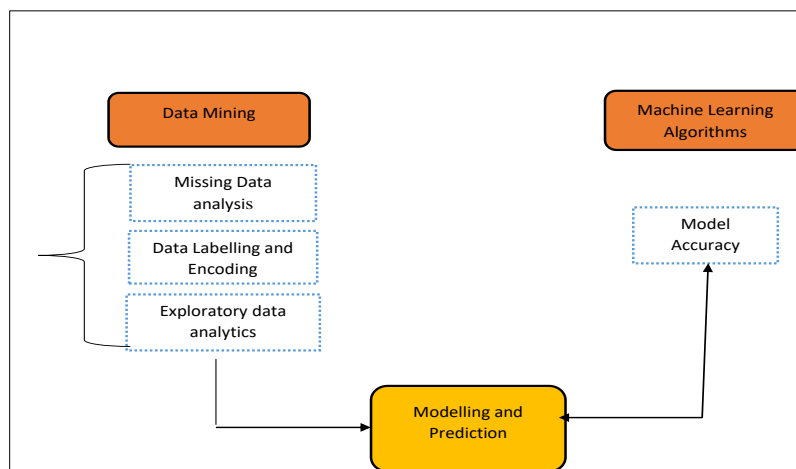 Data Mining
Machine Learning
Algorithms
Missing Data
analysis
Data Labelling and
Encoding
Exploratory data
analytics
Model
Accuracy
Modelling and
Prediction